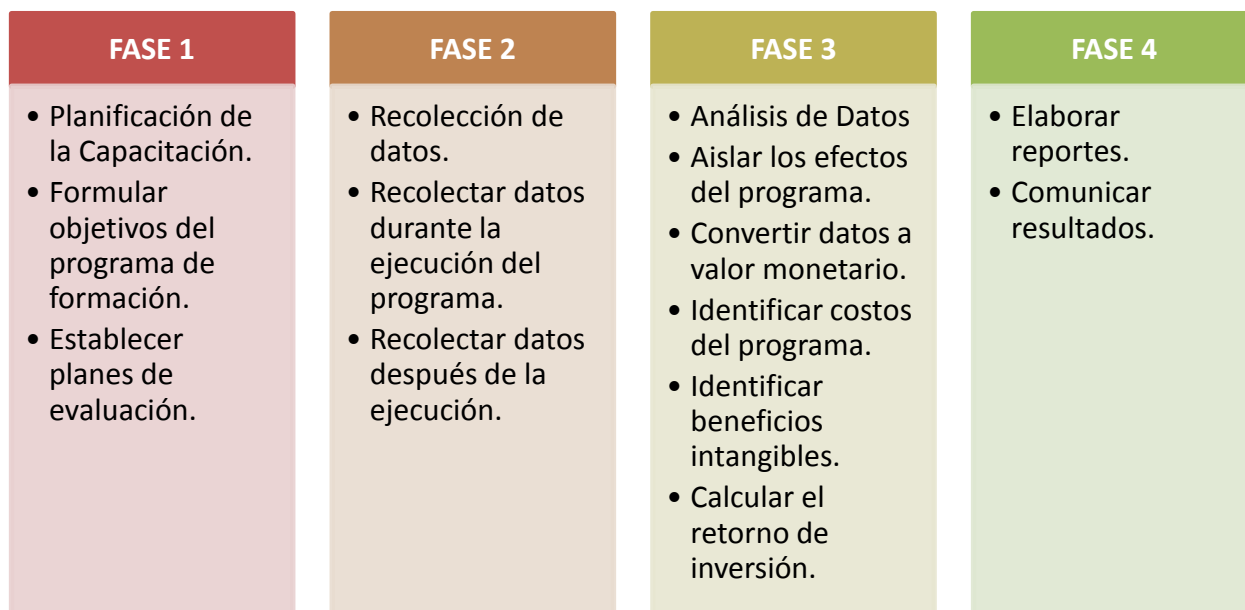 FASE 1
• Planificación de
la Capacitación.
• Formular
objetivos del
programa de
formación.
• Establecer
planes de
evaluación.
FASE 2
• Recolección de
datos.
• Recolectar datos
durante la
ejecución del
programa.
• Recolectar datos
después de la
ejecución.
FASE 3
• Análisis de Datos
• Aislar los efectos
del programa.
• Convertir datos a
valor monetario.
• Identificar costos
del programa.
• Identificar
beneficios
intangibles.
• Calcular el
retorno de
inversión.
FASE 4
• Elaborar
reportes.
• Comunicar
resultados.